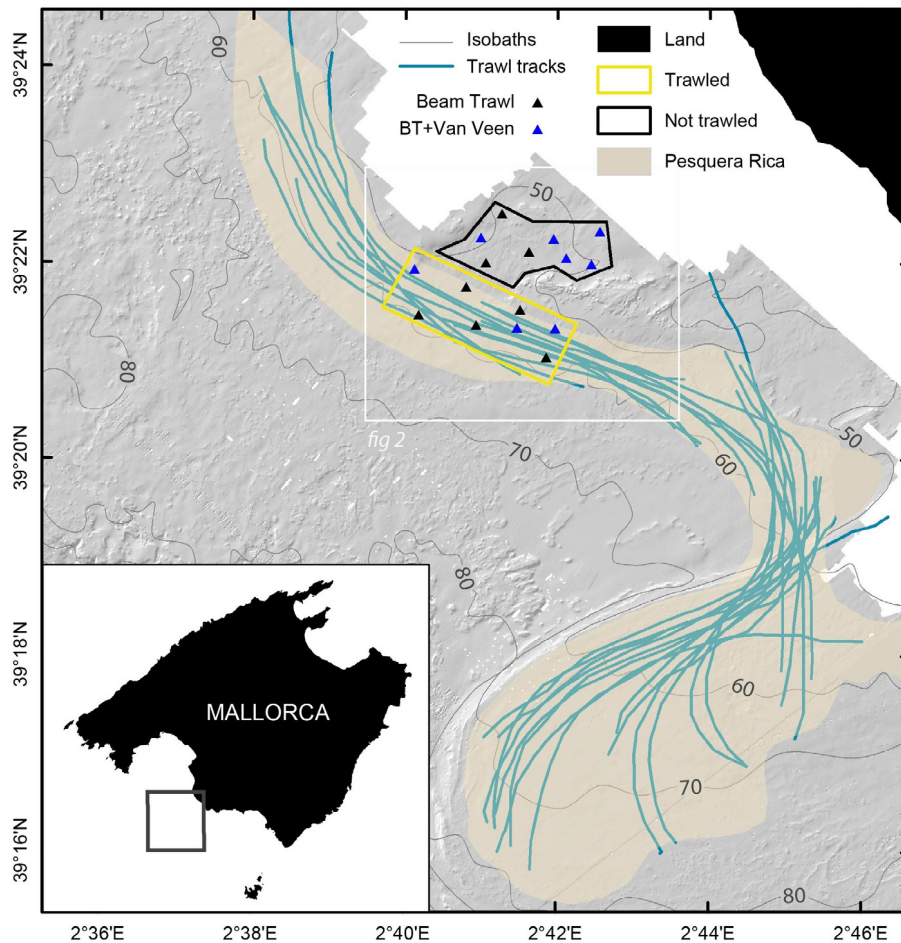 39°24'N
39°22'N
39°20'N
39°18'N
39°16'N
Isobaths
Trawl tracks
Beam Trawl
BT+Van Veen
Land
Trawled
Not trawled
Pesquera Rica
60
50
80
fig 2
70
60
50
80
60
70
80
MALLORCA
2°36'E
2°38'E
2°40'E
2°42'E
2°44'E
2°46'E